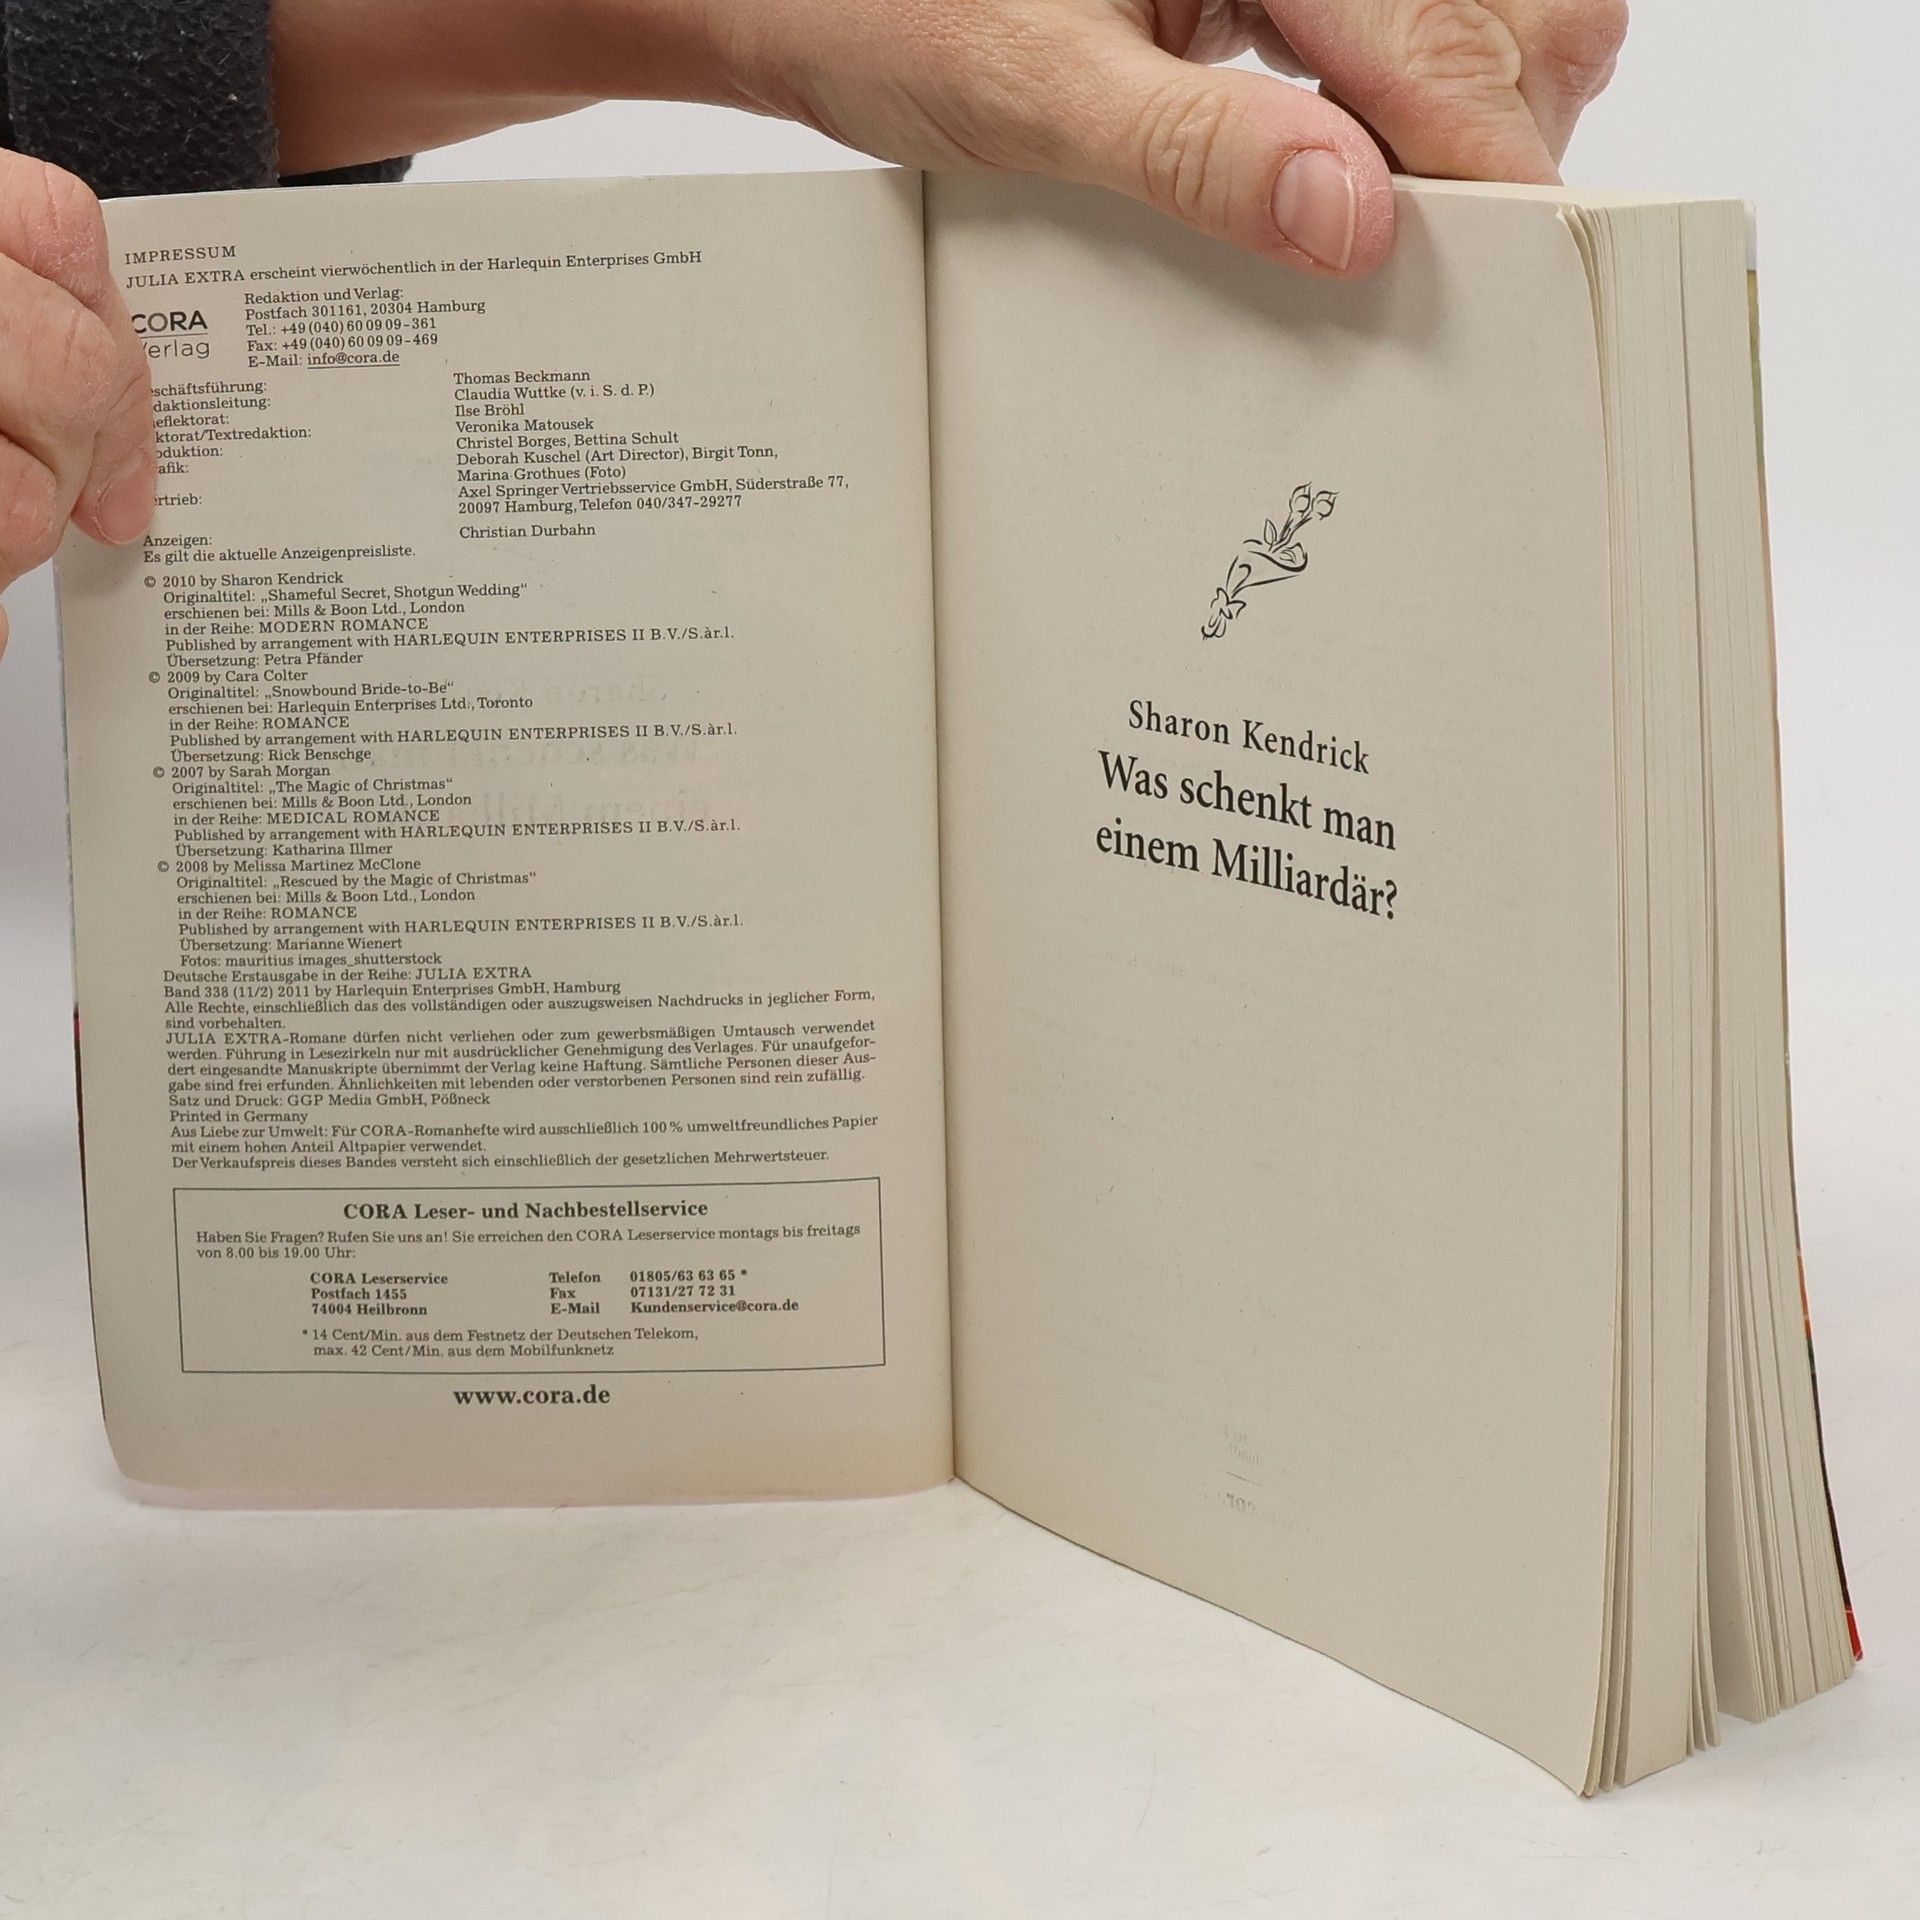 IMPRESSUM
JULIA EXTRA erscheint vierwöchentlich in der Harlequin Enterprises GmbH
CORA
Verlag
Redaktion und Verlag:
Postfach 301161, 20304 Hamburg
Tel.: +49 (040) 60 09 09-361
Fax: +49 (040) 60 09 09-469
E-Mail: info@cora.de
schäftsführung: Thomas Beckmann
daktionsleitung: Claudia Wuttke (v. i. S. d. P.)
eflektorat: Ilse Bröhl
ktorat/Textredaktion: Veronika Matousek
oduktion: Christel Borges, Bettina Schult
afik: Deborah Kuschel (Art Director), Birgit Tonn,
Marina Grothues (Foto)
ertrieb: Axel Springer Vertriebsservice GmbH, Süderstraße 77,
20097 Hamburg, Telefon 040/347-29277
Anzeigen: Christian Durbahn
Es gilt die aktuelle Anzeigenpreisliste.
© 2010 by Sharon Kendrick
Originaltitel: „Shameful Secret, Shotgun Wedding“
erschienen bei: Mills & Boon Ltd., London
in der Reihe: MODERN ROMANCE
Published by arrangement with HARLEQUIN ENTERPRISES II B.V./S.àr.l.
Übersetzung: Petra Pfänder
© 2009 by Cara Colter
Originaltitel: „Snowbound Bride-to-Be“
erschienen bei: Harlequin Enterprises Ltd., Toronto
in der Reihe: ROMANCE
Published by arrangement with HARLEQUIN ENTERPRISES II B.V./S.àr.l.
Übersetzung: Rick Benschge
© 2007 by Sarah Morgan
Originaltitel: „The Magic of Christmas“
erschienen bei: Mills & Boon Ltd., London
in der Reihe: MEDICAL ROMANCE
Published by arrangement with HARLEQUIN ENTERPRISES II B.V./S.àr.l.
Übersetzung: Katharina Illmer
© 2008 by Melissa Martinez McClone
Originaltitel: „Rescued by the Magic of Christmas“
erschienen bei: Mills & Boon Ltd., London
in der Reihe: ROMANCE
Published by arrangement with HARLEQUIN ENTERPRISES II B.V./S.àr.l.
Übersetzung: Marianne Wienert
Fotos: mauritius images_shutterstock
Deutsche Erstausgabe in der Reihe: JULIA EXTRA
Band 338 (11/2) 2011 by Harlequin Enterprises GmbH, Hamburg
Alle Rechte, einschließlich das des vollständigen oder auszugsweisen Nachdrucks in jeglicher Form,
sind vorbehalten.
JULIA EXTRA-Romane dürfen nicht verliehen oder zum gewerbsmäßigen Umtausch verwendet
werden. Führung in Lesezirkeln nur mit ausdrücklicher Genehmigung des Verlages. Für unaufgefor-
dert eingesandte Manuskripte übernimmt der Verlag keine Haftung. Sämtliche Personen dieser Aus-
gabe sind frei erfunden. Ähnlichkeiten mit lebenden oder verstorbenen Personen sind rein zufällig.
Satz und Druck: GGP Media GmbH, Pößneck
Printed in Germany
Aus Liebe zur Umwelt: Für CORA-Romanhefte wird ausschließlich 100 % umweltfreundliches Papier
mit einem hohen Anteil Altpapier verwendet.
Der Verkaufspreis dieses Bandes versteht sich einschließlich der gesetzlichen Mehrwertsteuer.
CORA Leser- und Nachbestellservice
Haben Sie Fragen? Rufen Sie uns an! Sie erreichen den CORA Leserservice montags bis freitags
von 8.00 bis 19.00 Uhr:
CORA Leserservice Telefon 01805/63 63 65 *
Postfach 1455 Fax 07131/27 72 31
74004 Heilbronn E-Mail Kundenservice@cora.de
* 14 Cent/Min. aus dem Festnetz der Deutschen Telekom,
max. 42 Cent/Min. aus dem Mobilfunknetz
www.cora.de
Sharon Kendrick
Was schenkt man
einem Milliardär?